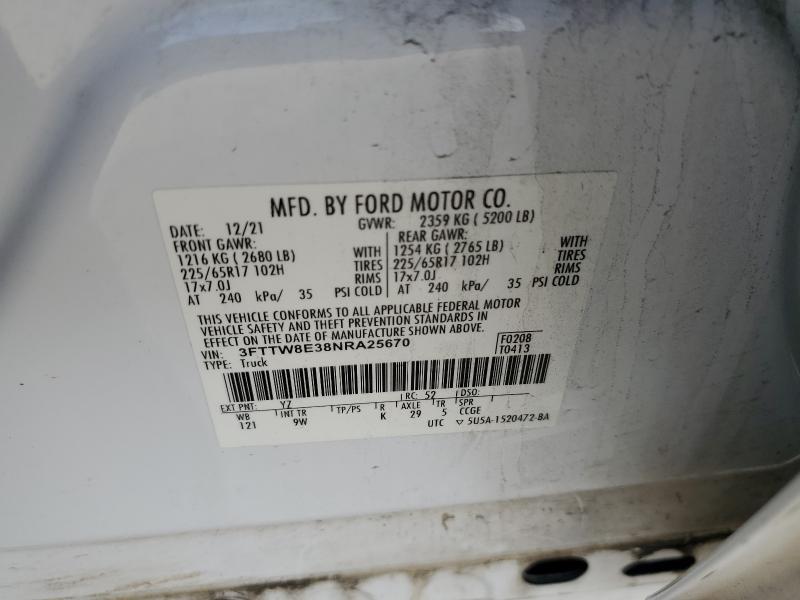 MFD. BY FORD MOTOR CO.
DATE: 12/21 GVWR: 2359 KG ( 5200 LB)
FRONT GAWR: REAR GAWR:
1216 KG ( 2680 LB) WITH 1254 KG ( 2765 LB) WITH
225/65R17 102H TIRES 225/65R17 102H TIRES
17x7.0J RIMS 17x7.0J RIMS
AT 240 kPa/ 35 PSI COLD AT 240 kPa/ 35 PSI COLD
THIS VEHICLE CONFORMS TO ALL APPLICABLE FEDERAL MOTOR
VEHICLE SAFETY AND THEFT PREVENTION STANDARDS IN
EFFECT ON THE DATE OF MANUFACTURE SHOWN ABOVE.
VIN: 3FTTW8E38NRA25670 F0208
TYPE: Truck T0413
EXT PNT: YZ RC: 52 DSO:
WB INT TR TP/PS R AXLE TR SPR
121 9W K 29 5 CCGE
UTC ▽ 5U5A-1520472-BA